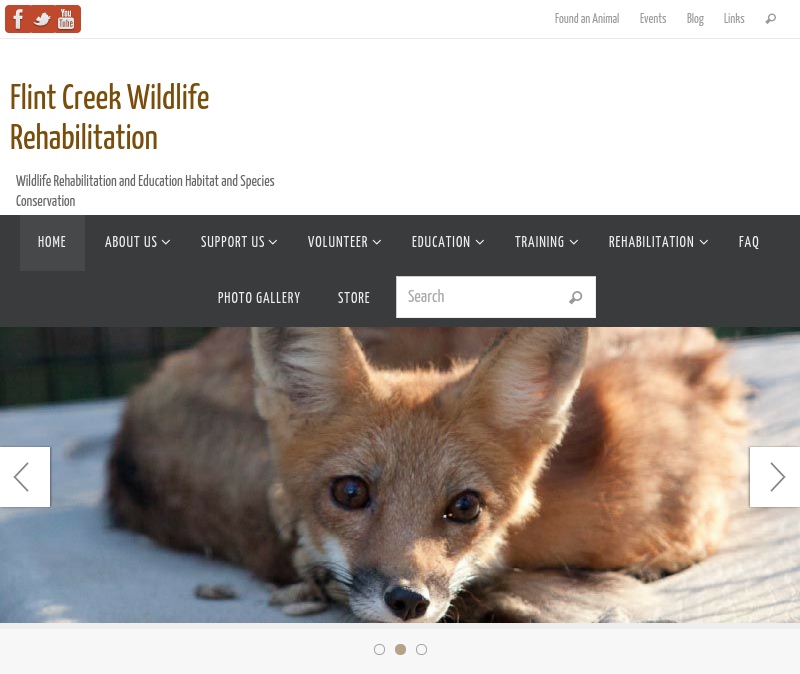 f You Tube
Found an Animal Events Blog Links
Flint Creek Wildlife
Rehabilitation
Wildlife Rehabilitation and Education Habitat and Species
Conservation
HOME ABOUT US SUPPORT US VOLUNTEER EDUCATION TRAINING REHABILITATION FAQ
PHOTO GALLERY STORE Search